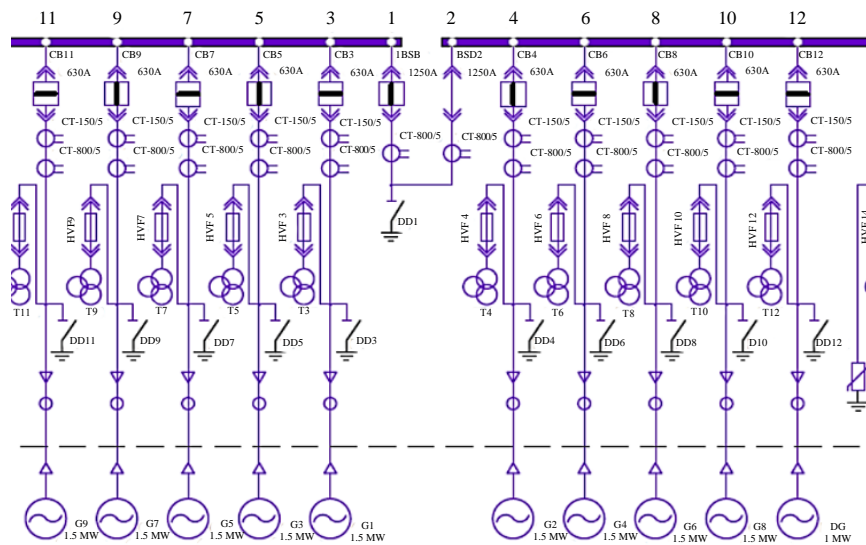 11 9 7 5 3 1 2 4 6 8 10 12
CB11 CB9 CB7 CB5 CB3 1BSB BSD2 CB4 CB6 CB8 CB10 CB12
630A 630A 630A 630A 630A 1250A 1250A 630A 630A 630A 630A 630A
CT-150/5 CT-150/5 CT-150/5 CT-150/5 CT-150/5 CT-150/5 CT-150/5 CT-150/5 CT-150/5 CT-150/5
CT-800/5 CT-800/5
CT-800/5 CT-800/5 CT-800/5 CT-800/5 CT-800/5 CT-800/5 CT-800/5 CT-800/5 CT-800/5 CT-800/5
HVF9 HVF7 HVF 5 HVF 3 HVF 4 HVF 6 HVF 8 HVF 10 HVF 12 HVF 14
DD1
T11 T9 T7 T5 T3 T4 T6 T8 T10 T12
DD11 DD9 DD7 DD5 DD3 DD4 DD6 DD8 D10 DD12
G9 G7 G5 G3 G1 G2 G4 G6 G8 DG
1.5 MW 1.5 MW 1.5 MW 1.5 MW 1.5 MW 1.5 MW 1.5 MW 1.5 MW 1.5 MW 1 MW